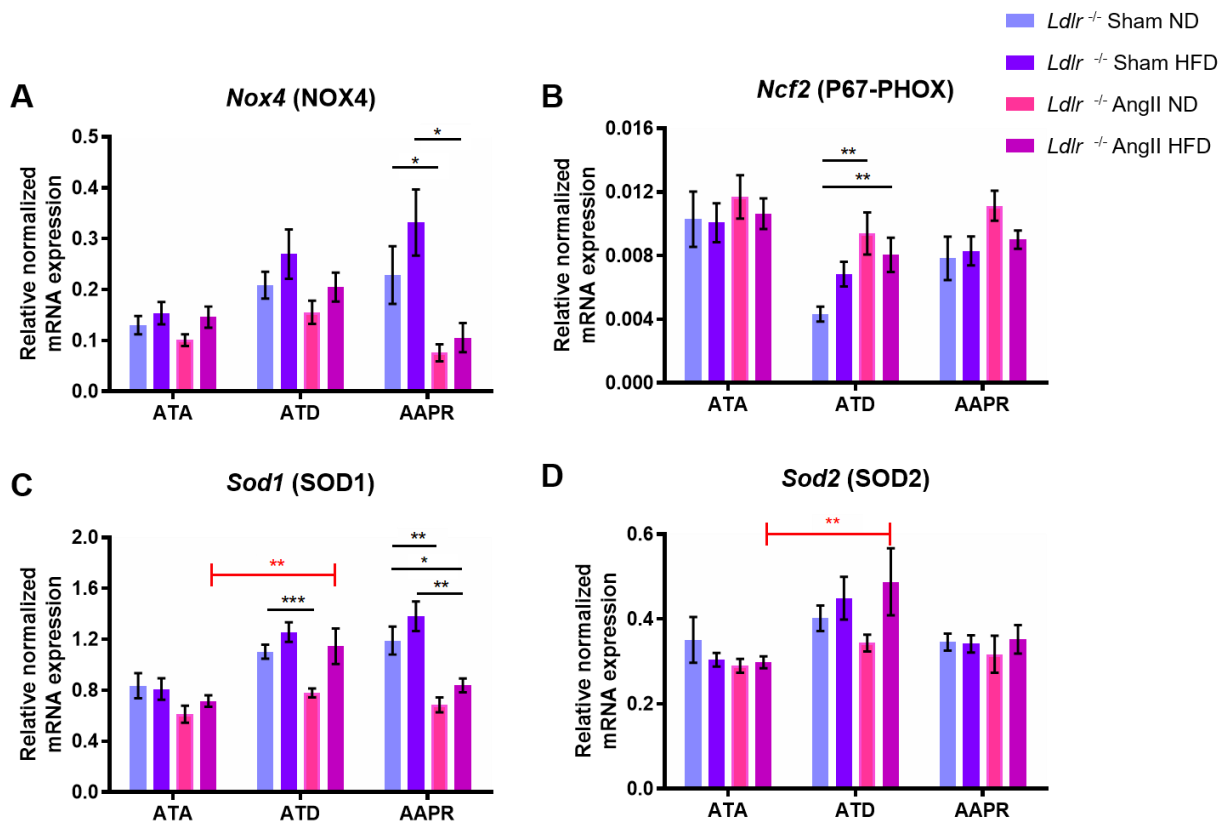 Ldlr -/- Sham ND
Ldlr -/- Sham HFD
Ldlr -/- AngII ND
Ldlr -/- AngII HFD
A
Nox4 (NOX4)
Relative normalized
mRNA expression
0.5
0.4
0.3
0.2
0.1
0.0
*
*
ATA
ATD
AAPR
B
Ncf2 (P67-PHOX)
Relative normalized
mRNA expression
0.016
0.012
0.008
0.004
0.000
**
**
ATA
ATD
AAPR
C
Sod1 (SOD1)
Relative normalized
mRNA expression
2.0
1.6
1.2
0.8
0.4
0.0
**
***
**
*
**
ATA
ATD
AAPR
D
Sod2 (SOD2)
Relative normalized
mRNA expression
0.6
0.4
0.2
0.0
**
ATA
ATD
AAPR